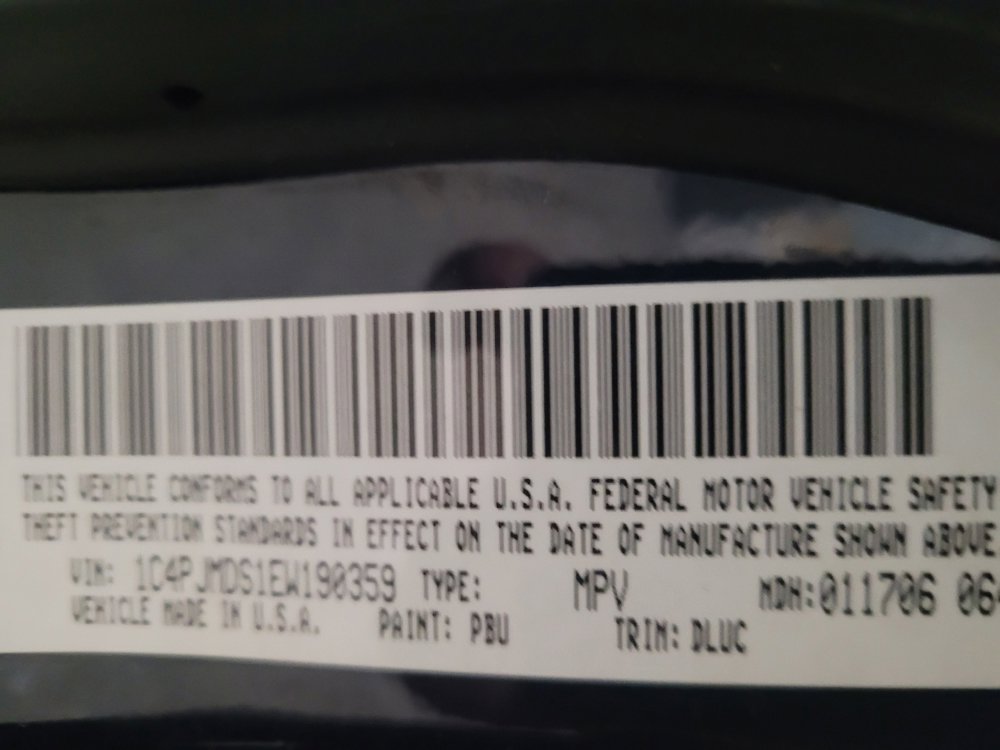 THIS VEHICLE CONFORMS TO ALL APPLICABLE U.S.A. FEDERAL MOTOR VEHICLE SAFETY
THEFT PREVENTION STANDARDS IN EFFECT ON THE DATE OF MANUFACTURE SHOWN ABOVE
VIN: 1C4PJMDS1EW190359 TYPE: MPV MDH:011706 06
VEHICLE MADE IN U.S.A. PAINT: PBU TRIM: DLUC